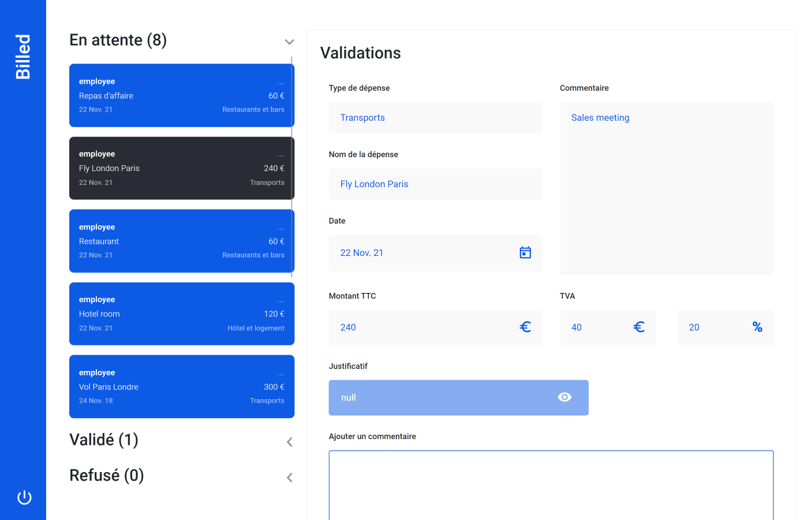 Billed
En attente (8)
employee
...
Repas d'affaire
60 €
22 Nov. 21
Restaurants et bars
employee
...
Fly London Paris
240 €
22 Nov. 21
Transports
employee
...
Restaurant
60 €
22 Nov. 21
Restaurants et bars
employee
...
Hotel room
120 €
22 Nov. 21
Hôtel et logement
employee
...
Vol Paris Londre
300 €
24 Nov. 18
Transports
Validé (1)
Refusé (0)
Validations
Type de dépense
Transports
Nom de la dépense
Fly London Paris
Date
22 Nov. 21
Commentaire
Sales meeting
Montant TTC
240 €
TVA
40 €
20 %
Justificatif
null
Ajouter un commentaire